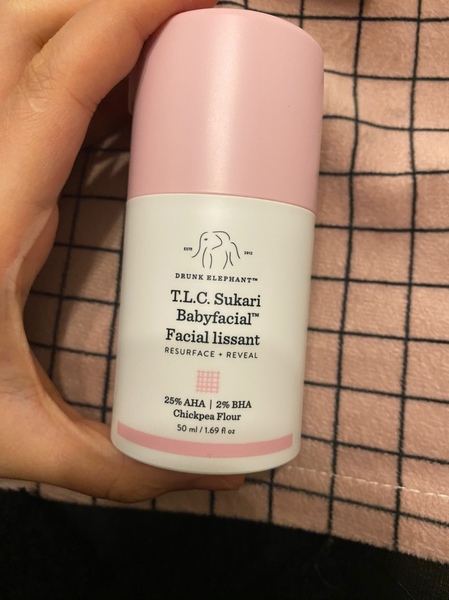 ESTD 2012
DRUNK ELEPHANT™
T.L.C. Sukari
Babyfacial™
Facial lissant
RESURFACE + REVEAL
25% AHA | 2% BHA
Chickpea Flour
50 ml / 1.69 fl oz